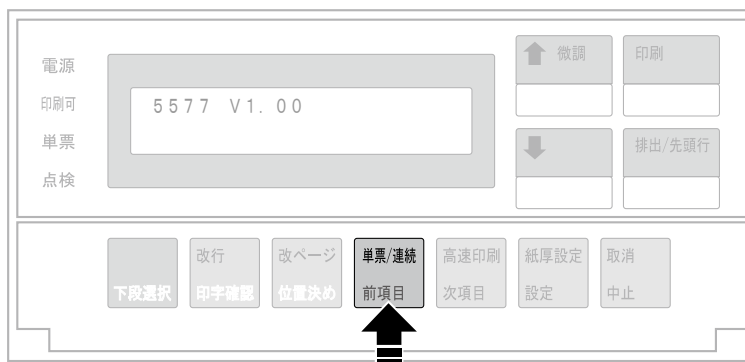 電源
印刷可
単票
点検
5577 V1.00
微調
印刷
排出/先頭行
下段選択
改行
印字確認
改ページ
位置決め
単票/連続
前項目
高速印刷
次項目
紙厚設定
設定
取消
中止